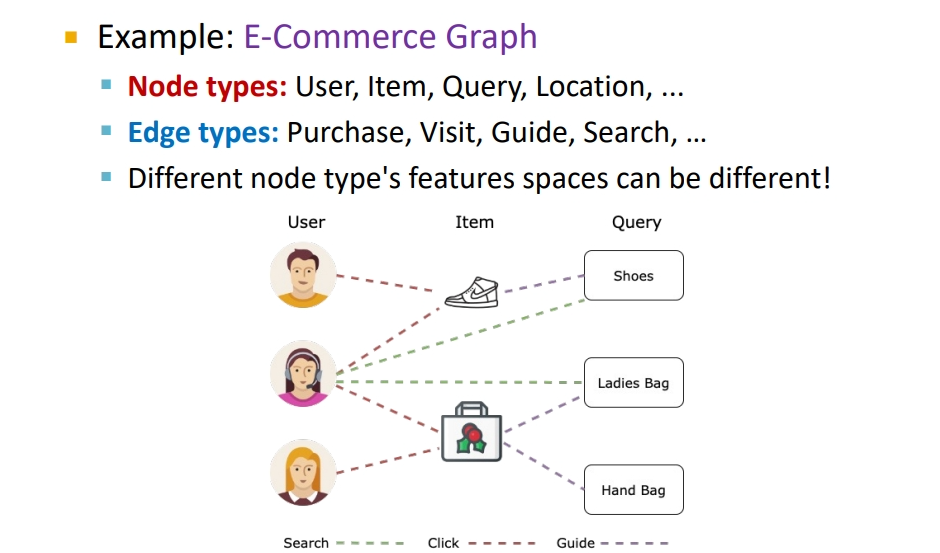 Example: E-Commerce Graph
Node types: User, Item, Query, Location, ...
Edge types: Purchase, Visit, Guide, Search, ...
Different node type's features spaces can be different!
User Item Query
Shoes
Ladies Bag
Hand Bag
Search Click Guide